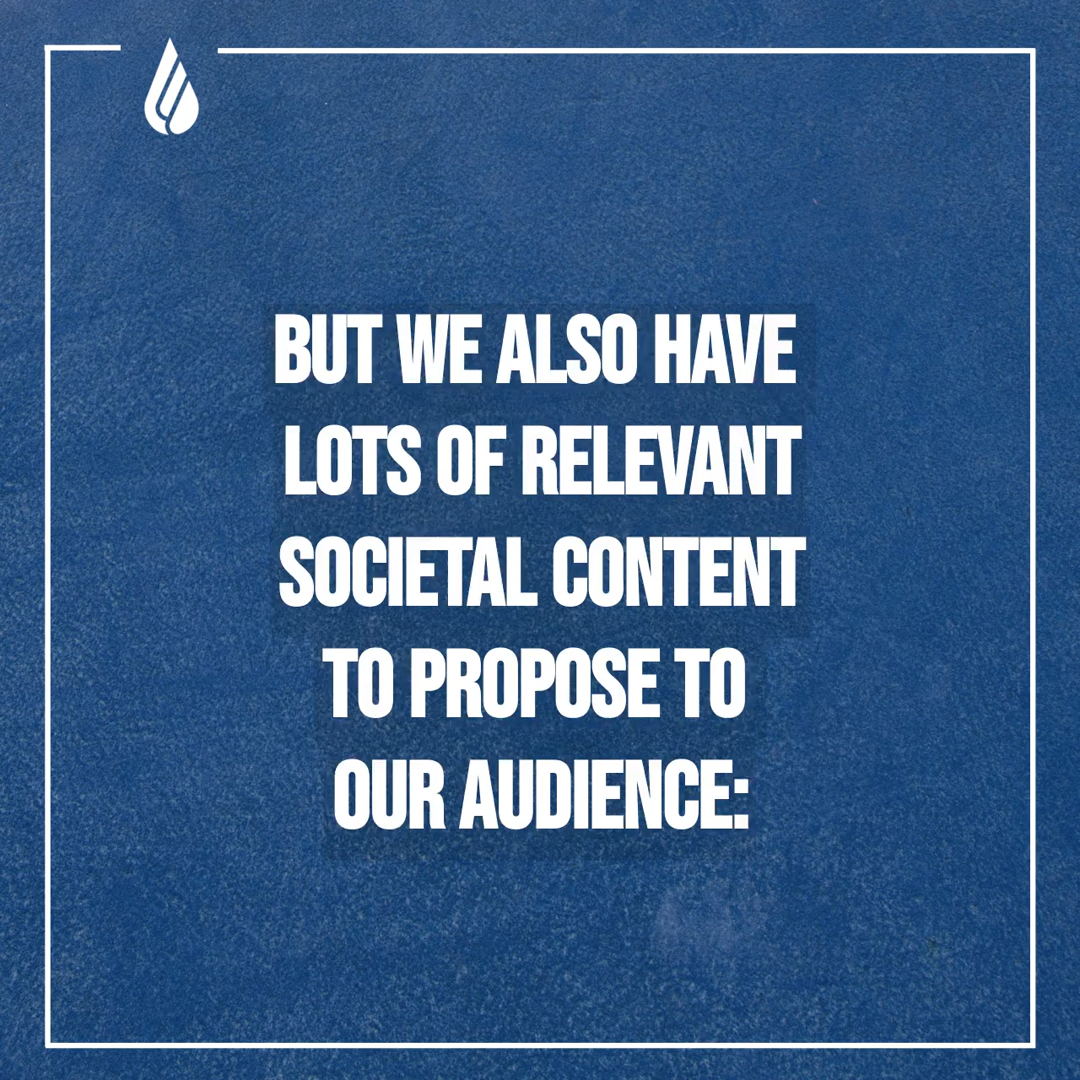 BUT WE ALSO HAVE
LOTS OF RELEVANT
SOCIETAL CONTENT
TO PROPOSE TO
OUR AUDIENCE: